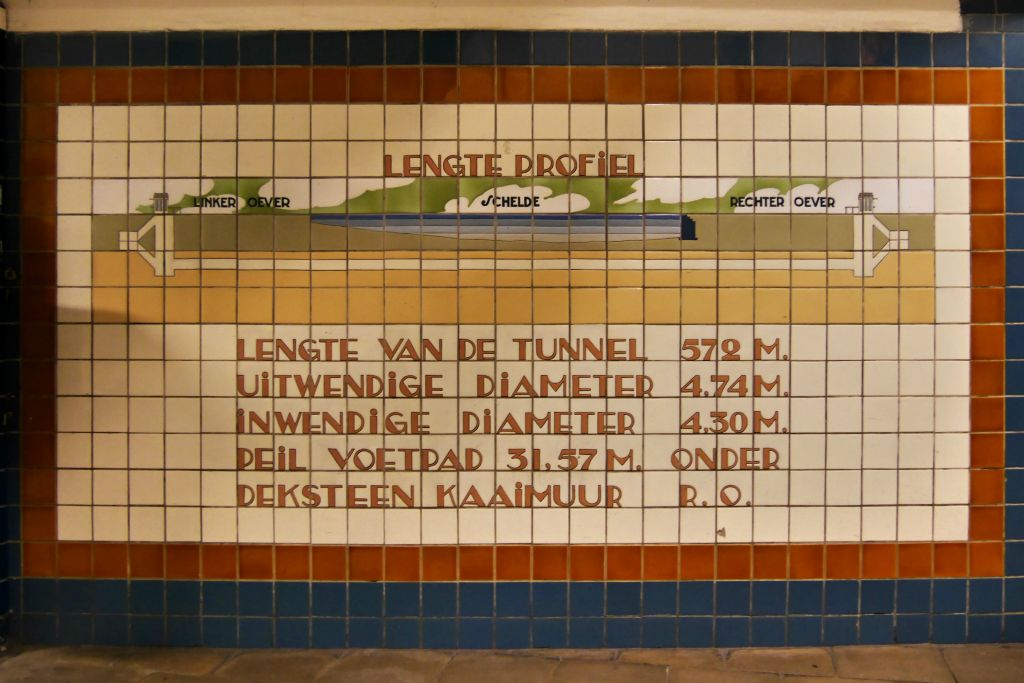 LENGTE PROFiEL
LINKER OEVER SCHELDE RECHTER OEVER
LENGTE VAN DE TUNNEL 572 M.
UiTWENDiGE DiAMETER 4.74 M.
iNWENDiGE DiAMETER 4.30 M.
PEiL VOETPAD 31,57 M. ONDER
DEKSTEEN KAAiMUUR R.O.